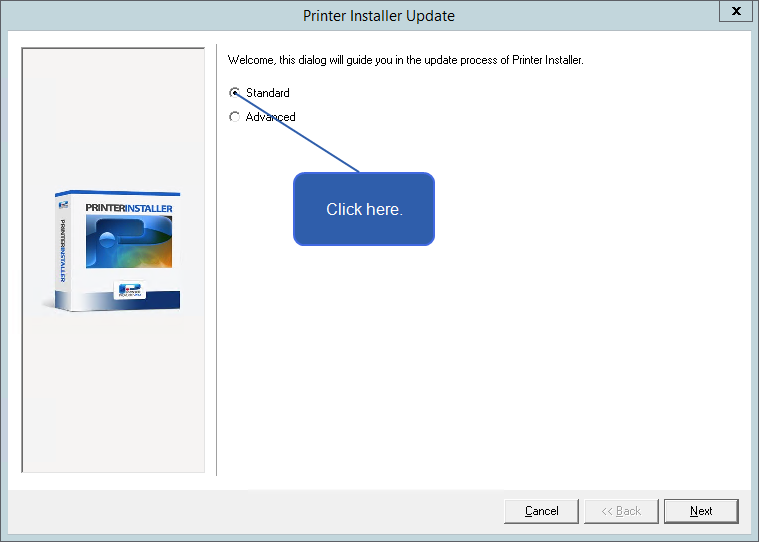 Printer Installer Update
x
Welcome, this dialog will guide you in the update process of Printer Installer.
Standard
Advanced
Click here.
PRINTERINSTALLER
PRINTERINSTALLER
Cancel
<< Back
Next